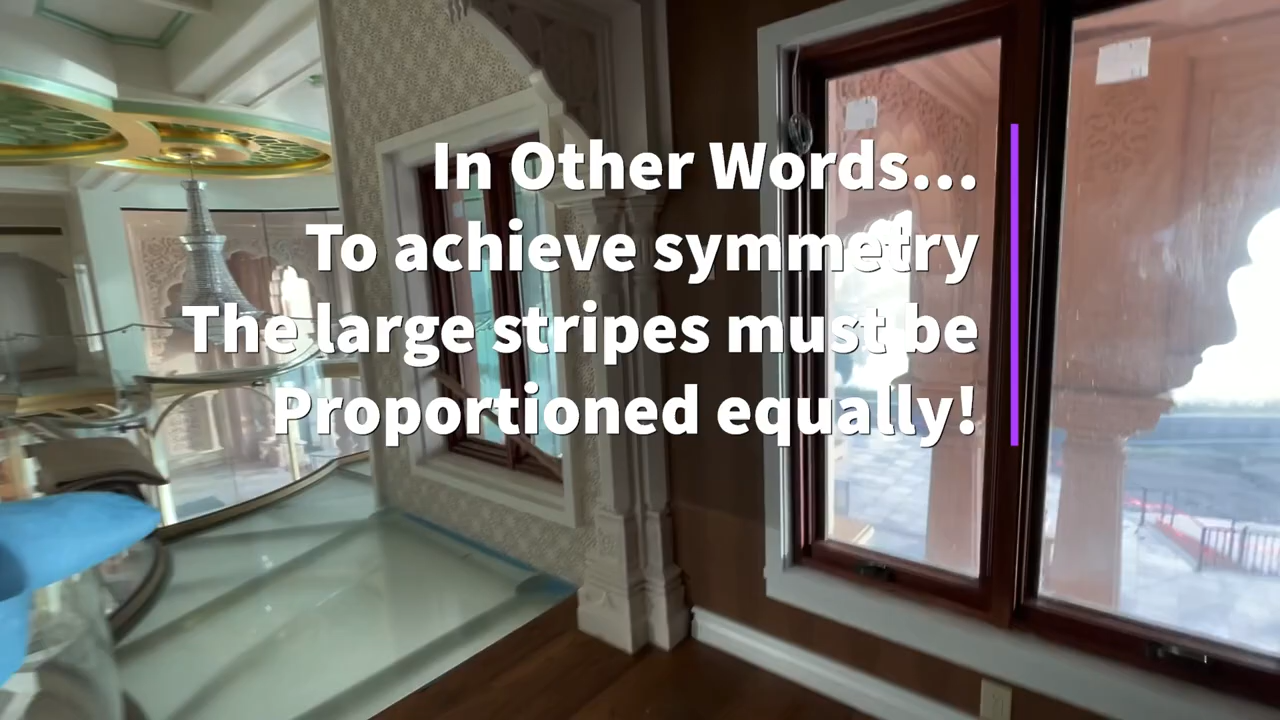 In Other Words...
To achieve symmetry
The large stripes must be
Proportioned equally!